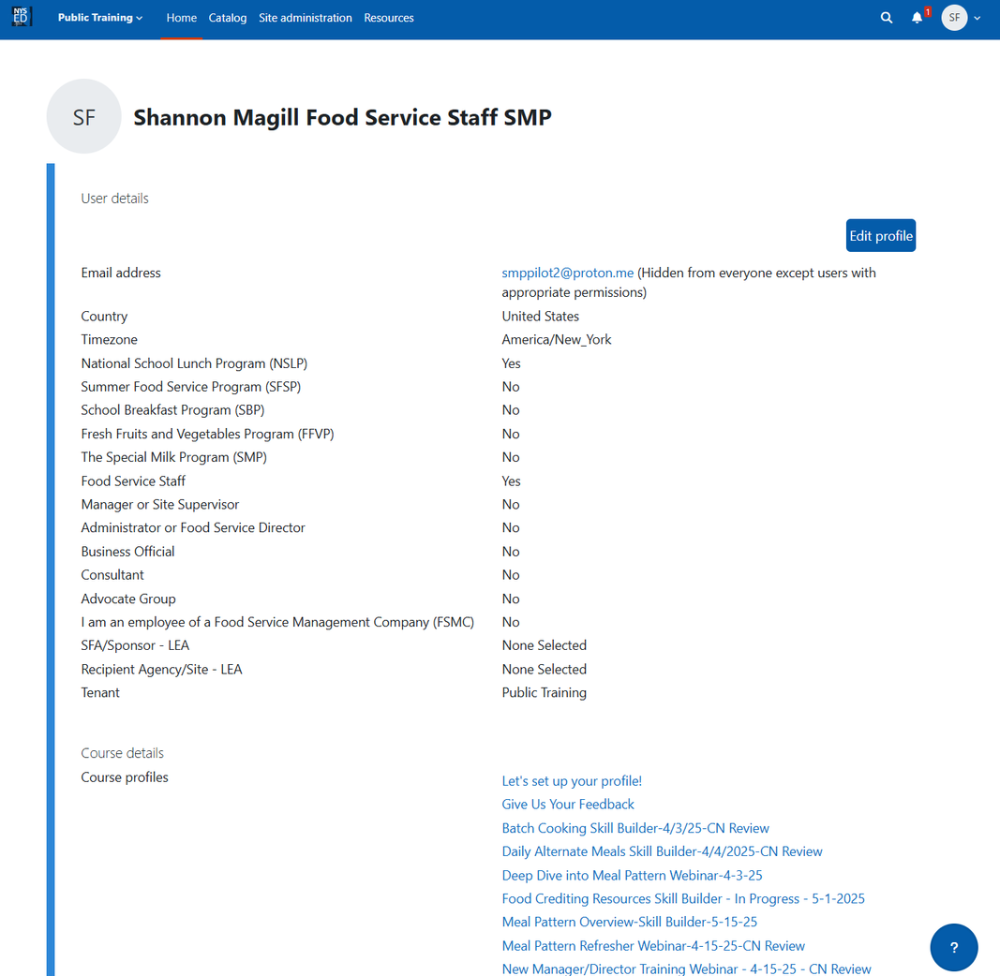 NYS
ED
Public Training
Home Catalog Site administration Resources
1
SF
SF
Shannon Magill Food Service Staff SMP
User details
Edit profile
Email address smppilot2@proton.me (Hidden from everyone except users with
appropriate permissions)
Country United States
Timezone America/New_York
National School Lunch Program (NSLP) Yes
Summer Food Service Program (SFSP) No
School Breakfast Program (SBP) No
Fresh Fruits and Vegetables Program (FFVP) No
The Special Milk Program (SMP) No
Food Service Staff Yes
Manager or Site Supervisor No
Administrator or Food Service Director No
Business Official No
Consultant No
Advocate Group No
I am an employee of a Food Service Management Company (FSMC) No
SFA/Sponsor - LEA None Selected
Recipient Agency/Site - LEA None Selected
Tenant Public Training
Course details
Course profiles
Let's set up your profile!
Give Us Your Feedback
Batch Cooking Skill Builder-4/3/25-CN Review
Daily Alternate Meals Skill Builder-4/4/2025-CN Review
Deep Dive into Meal Pattern Webinar-4-3-25
Food Crediting Resources Skill Builder - In Progress - 5-1-2025
Meal Pattern Overview-Skill Builder-5-15-25
Meal Pattern Refresher Webinar-4-15-25-CN Review
?
New Manager/Director Training Webinar - 4-15-25 - CN Review